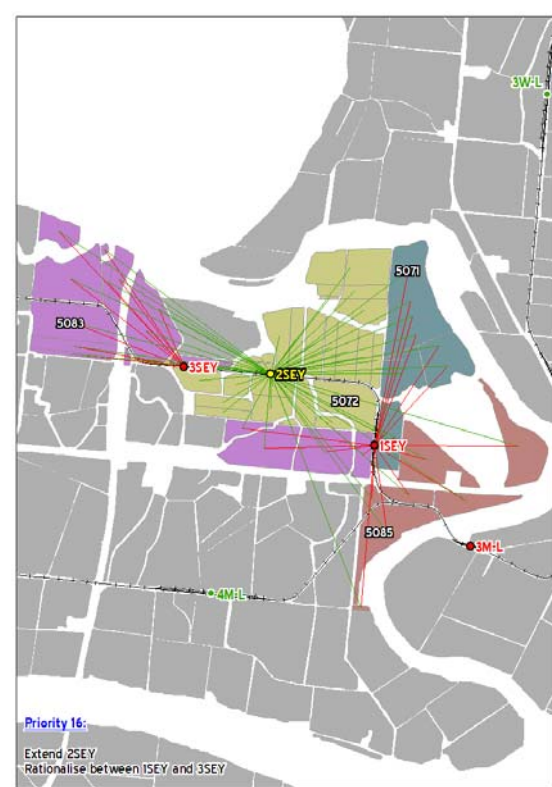 3W-L
5071
5083
3SEY
2SEY
5072
1SEY
5085
3M-L
4M-L
Priority 16:
Extend 2SEY
Rationalise between 1SEY and 3SEY